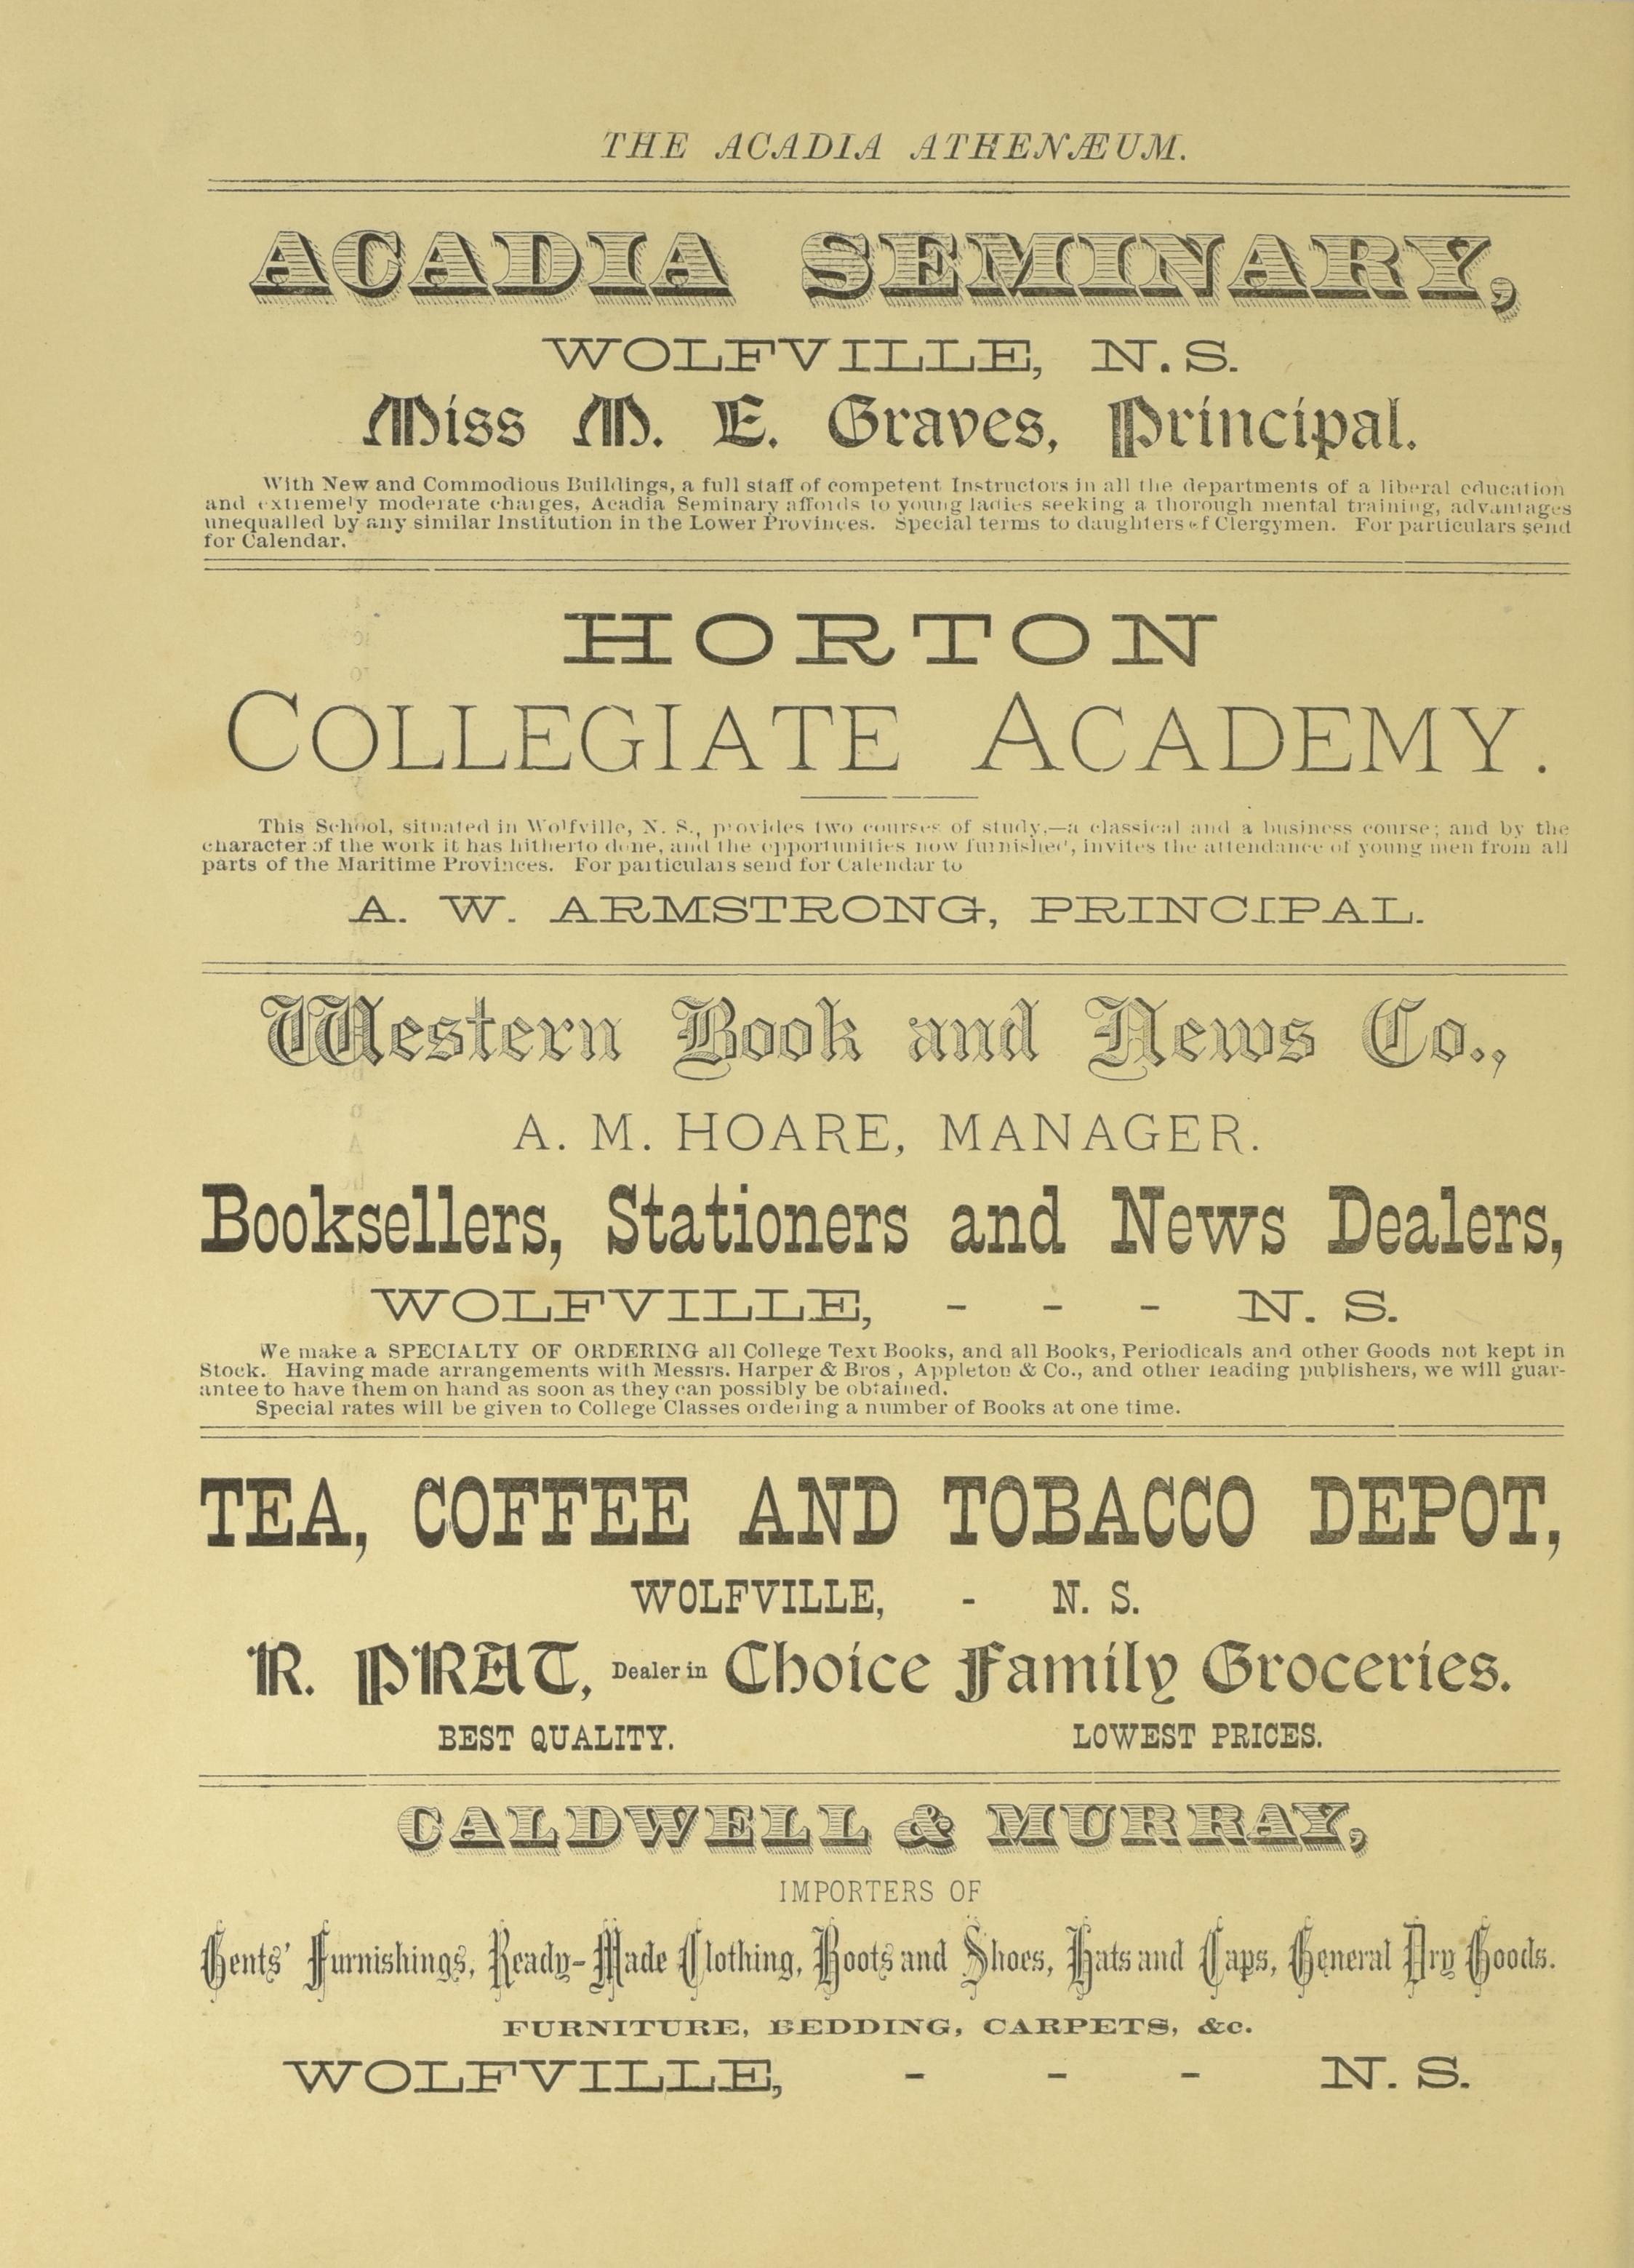 THE ACADIA ATHENÆUM.
ACADIA SEMINARY,
WOLFVILLE, N. S.
Miss M. E. Graves, Principal.
With New and Commodious Buildings, a full staff of competent Instructors in all the departments of a liberal education
and extremely moderate charges, Acadia Seminary affords to young ladies seeking a thorough mental training, advantages
unequalled by any similar Institution in the Lower Provinces. Special terms to daughters of Clergymen. For particulars send
for Calendar.
HORTON
COLLEGIATE ACADEMY.
This School, situated in Wolfville, N. S., provides two courses of study,—a classical and a business course; and by the
character of the work it has hitherto done, and the opportunities now furnished, invites the attendance of young men from all
parts of the Maritime Provinces. For particulars send for Calendar to
A. W. ARMSTRONG, PRINCIPAL.
Western Book and News Co.,
A. M. HOARE, MANAGER.
Booksellers, Stationers and News Dealers,
WOLFVILLE, - - - N. S.
We make a SPECIALTY OF ORDERING all College Text Books, and all Books, Periodicals and other Goods not kept in
Stock. Having made arrangements with Messrs. Harper & Bros , Appleton & Co., and other leading publishers, we will guar-
antee to have them on hand as soon as they can possibly be obtained.
Special rates will be given to College Classes ordering a number of Books at one time.
TEA, COFFEE AND TOBACCO DEPOT,
WOLFVILLE, - N. S.
R. PRAT, Dealer in Choice Family Groceries.
BEST QUALITY. LOWEST PRICES.
CALDWELL & MURRAY,
IMPORTERS OF
Gents' Furnishings, Ready-Made Clothing, Boots and Shoes, Hats and Caps, General Dry Goods.
FURNITURE, BEDDING, CARPETS, &c.
WOLFVILLE, - - - N. S.